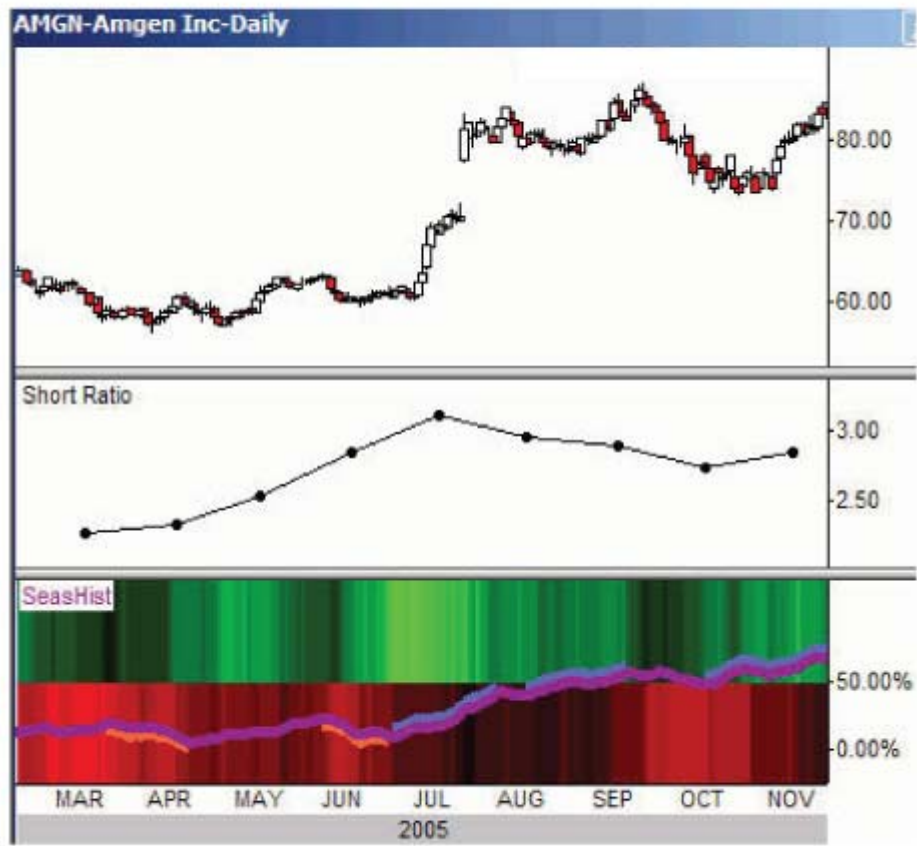 AMGN-Amgen Inc-Daily
80.00
70.00
60.00
Short Ratio
3.00
2.50
SeasHist
50.00%
0.00%
MAR APR MAY JUN JUL AUG SEP OCT NOV
2005